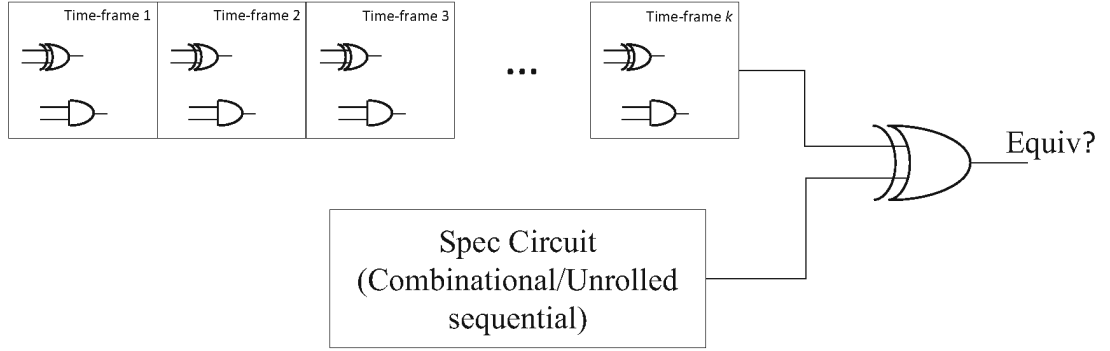 Time-frame 1
Time-frame 2
Time-frame 3
Time-frame k
...
Equiv?
Spec Circuit
(Combinational/Unrolled
sequential)